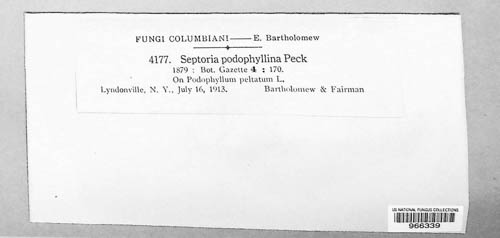 FUNGI COLUMBIANI—E. Bartholomew
4177. Septoria podophyllina Peck
1879 : Bot. Gazette 4 : 170.
On Podophyllum peltatum L.
Lyndonville, N. Y., July 16, 1913. Bartholomew & Fairman
US NATIONAL FUNGUS COLLECTIONS
966339